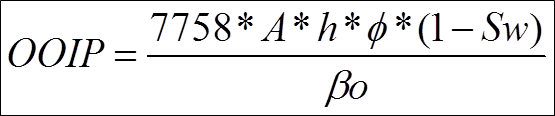 OOIP = 7758 * A * h * ϕ * (1 − Sw) / βo